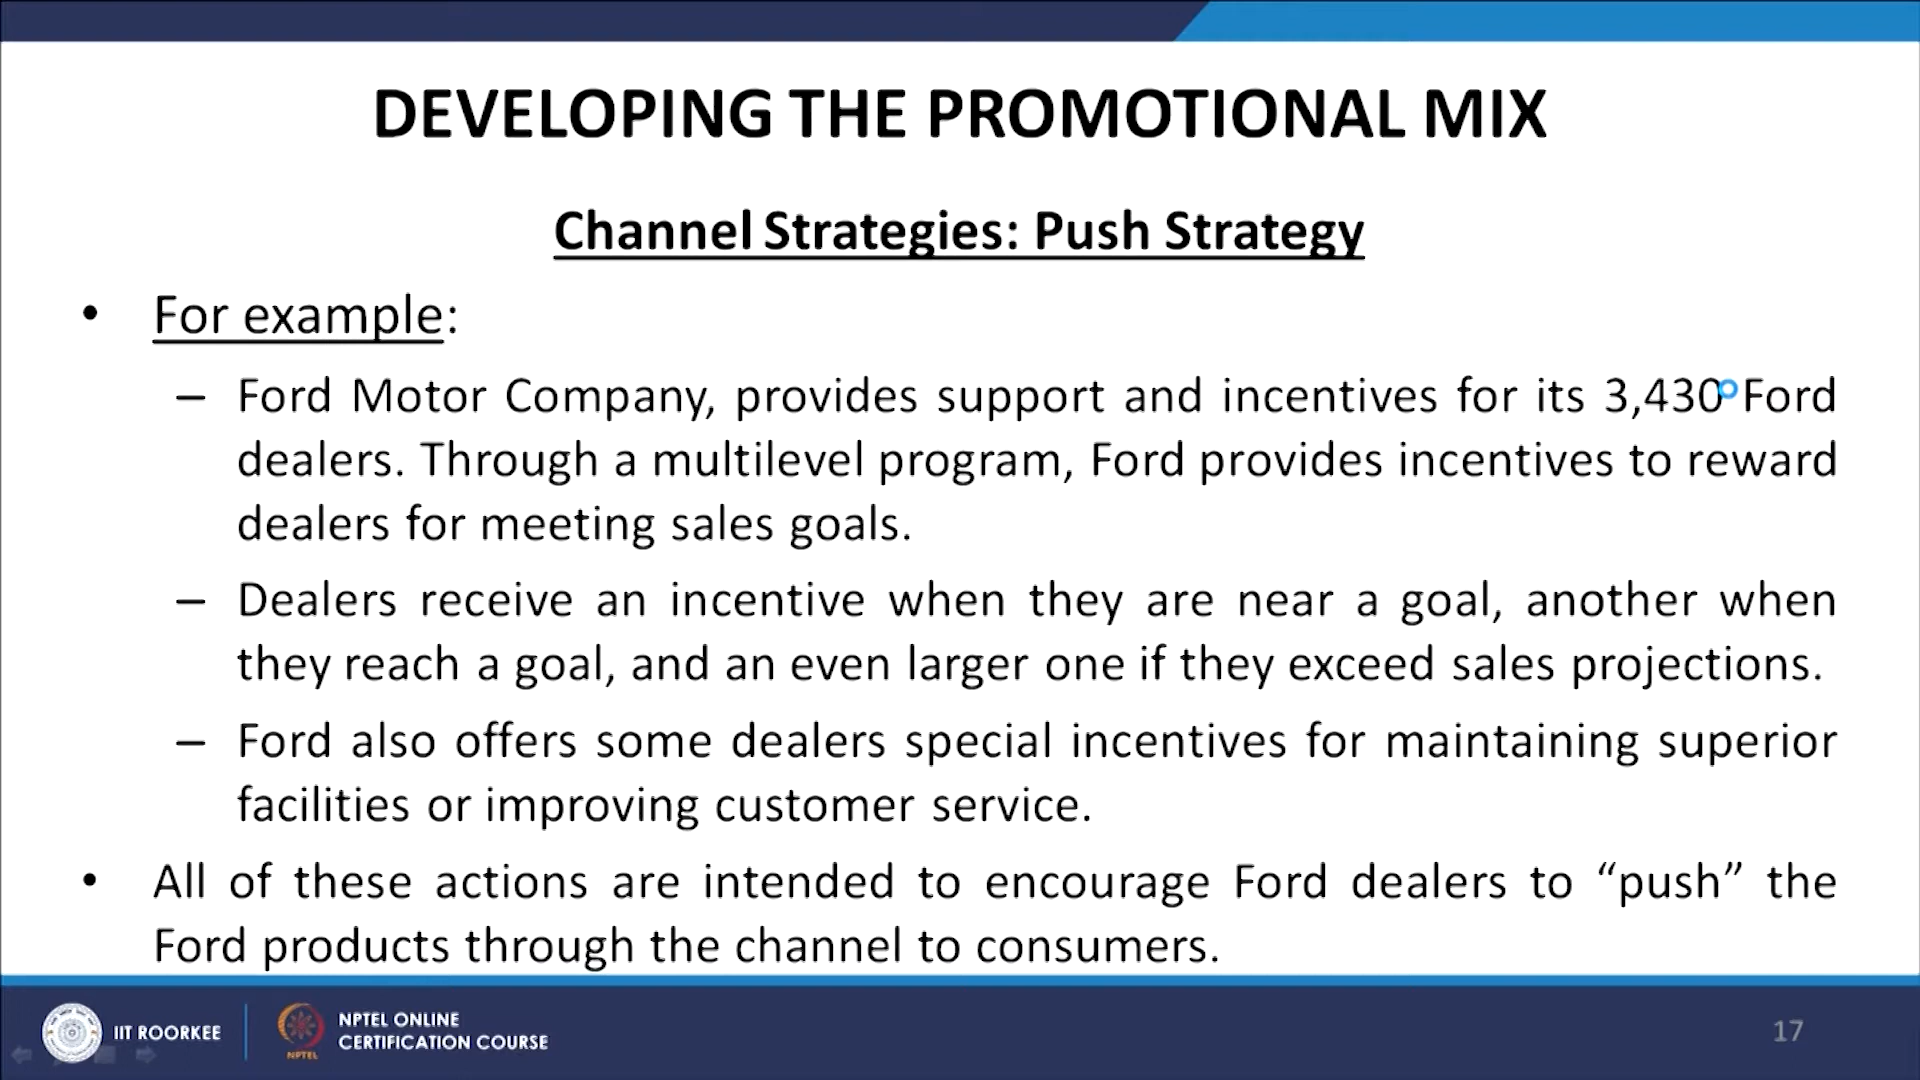 DEVELOPING THE PROMOTIONAL MIX
Channel Strategies: Push Strategy
• For example:
– Ford Motor Company, provides support and incentives for its 3,430 Ford
dealers. Through a multilevel program, Ford provides incentives to reward
dealers for meeting sales goals.
– Dealers receive an incentive when they are near a goal, another when
they reach a goal, and an even larger one if they exceed sales projections.
– Ford also offers some dealers special incentives for maintaining superior
facilities or improving customer service.
• All of these actions are intended to encourage Ford dealers to “push” the
Ford products through the channel to consumers.
IIT ROORKEE
NPTEL
NPTEL ONLINE
CERTIFICATION COURSE
17